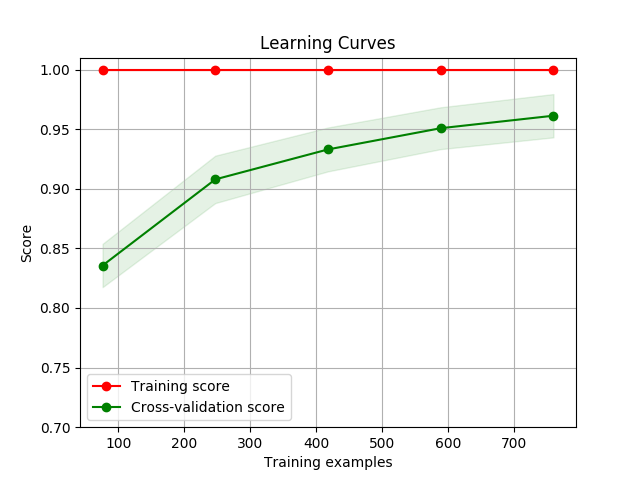 Learning Curves
1.00
0.95
0.90
0.85
0.80
0.75
0.70
Score
Training score
Cross-validation score
100 200 300 400 500 600 700
Training examples